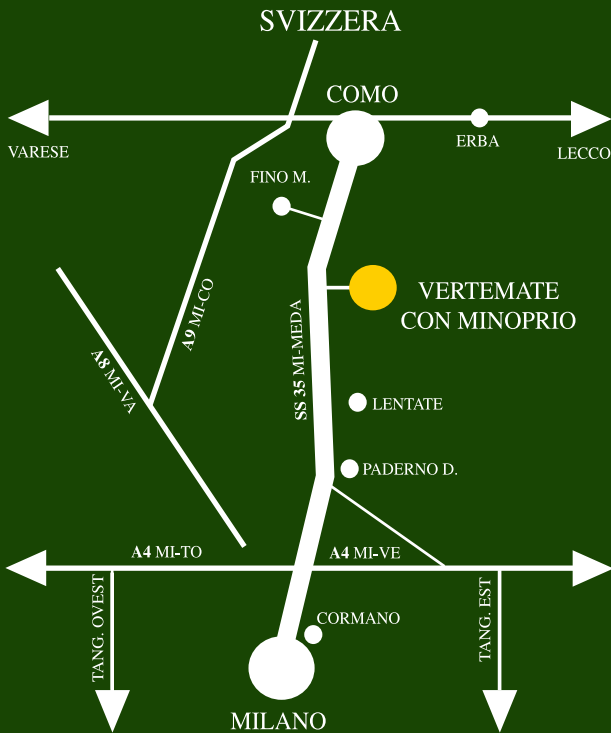 SVIZZERA
COMO
VARESE
ERBA
LECCO
FINO M.
VERTEMATE
CON MINOPRIO
A9 MI-CO
A8 MI-VA
SS 35 MI-MEDA
LENTATE
PADERNO D.
A4 MI-TO
A4 MI-VE
TANG. OVEST
TANG. EST
CORMANO
MILANO